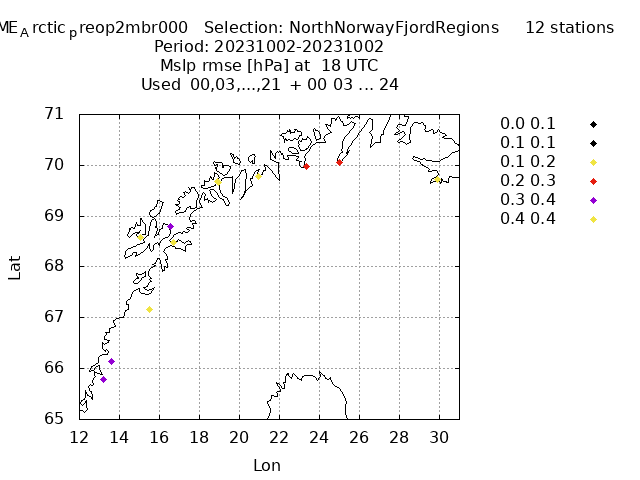 ME_Arctic_preop2mbr000 Selection: NorthNorwayFjordRegions 12 stations
Period: 20231002-20231002
Mslp rmse [hPa] at 18 UTC
Used 00,03,...,21 + 00 03 ... 24
71
70
69
68
67
66
65
Lat
12 14 16 18 20 22 24 26 28 30
Lon
0.0 0.1
0.1 0.1
0.1 0.2
0.2 0.3
0.3 0.4
0.4 0.4